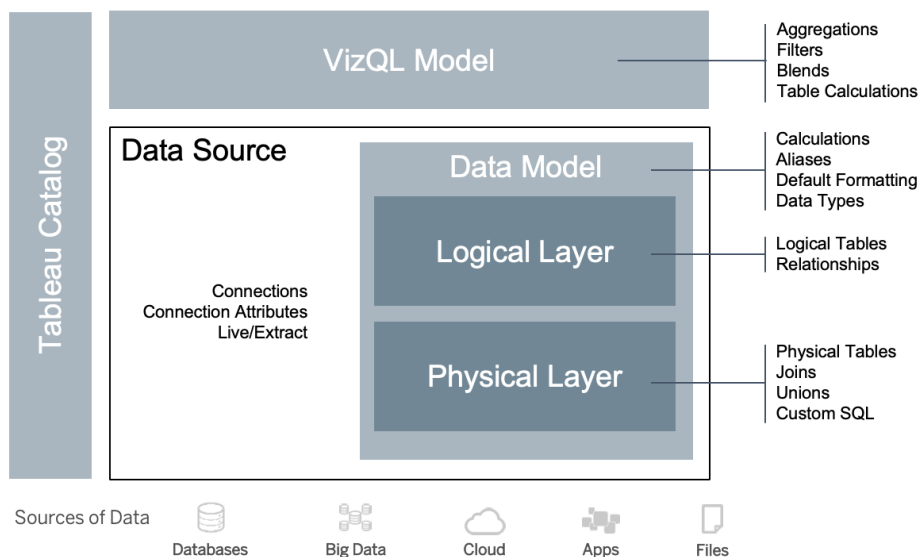 VizQL Model
Aggregations
Filters
Blends
Table Calculations
Tableau Catalog
Data Source
Data Model
Calculations
Aliases
Default Formatting
Data Types
Logical Layer
Logical Tables
Relationships
Connections
Connection Attributes
Live/Extract
Physical Layer
Physical Tables
Joins
Unions
Custom SQL
Sources of Data
Databases
Big Data
Cloud
Apps
Files